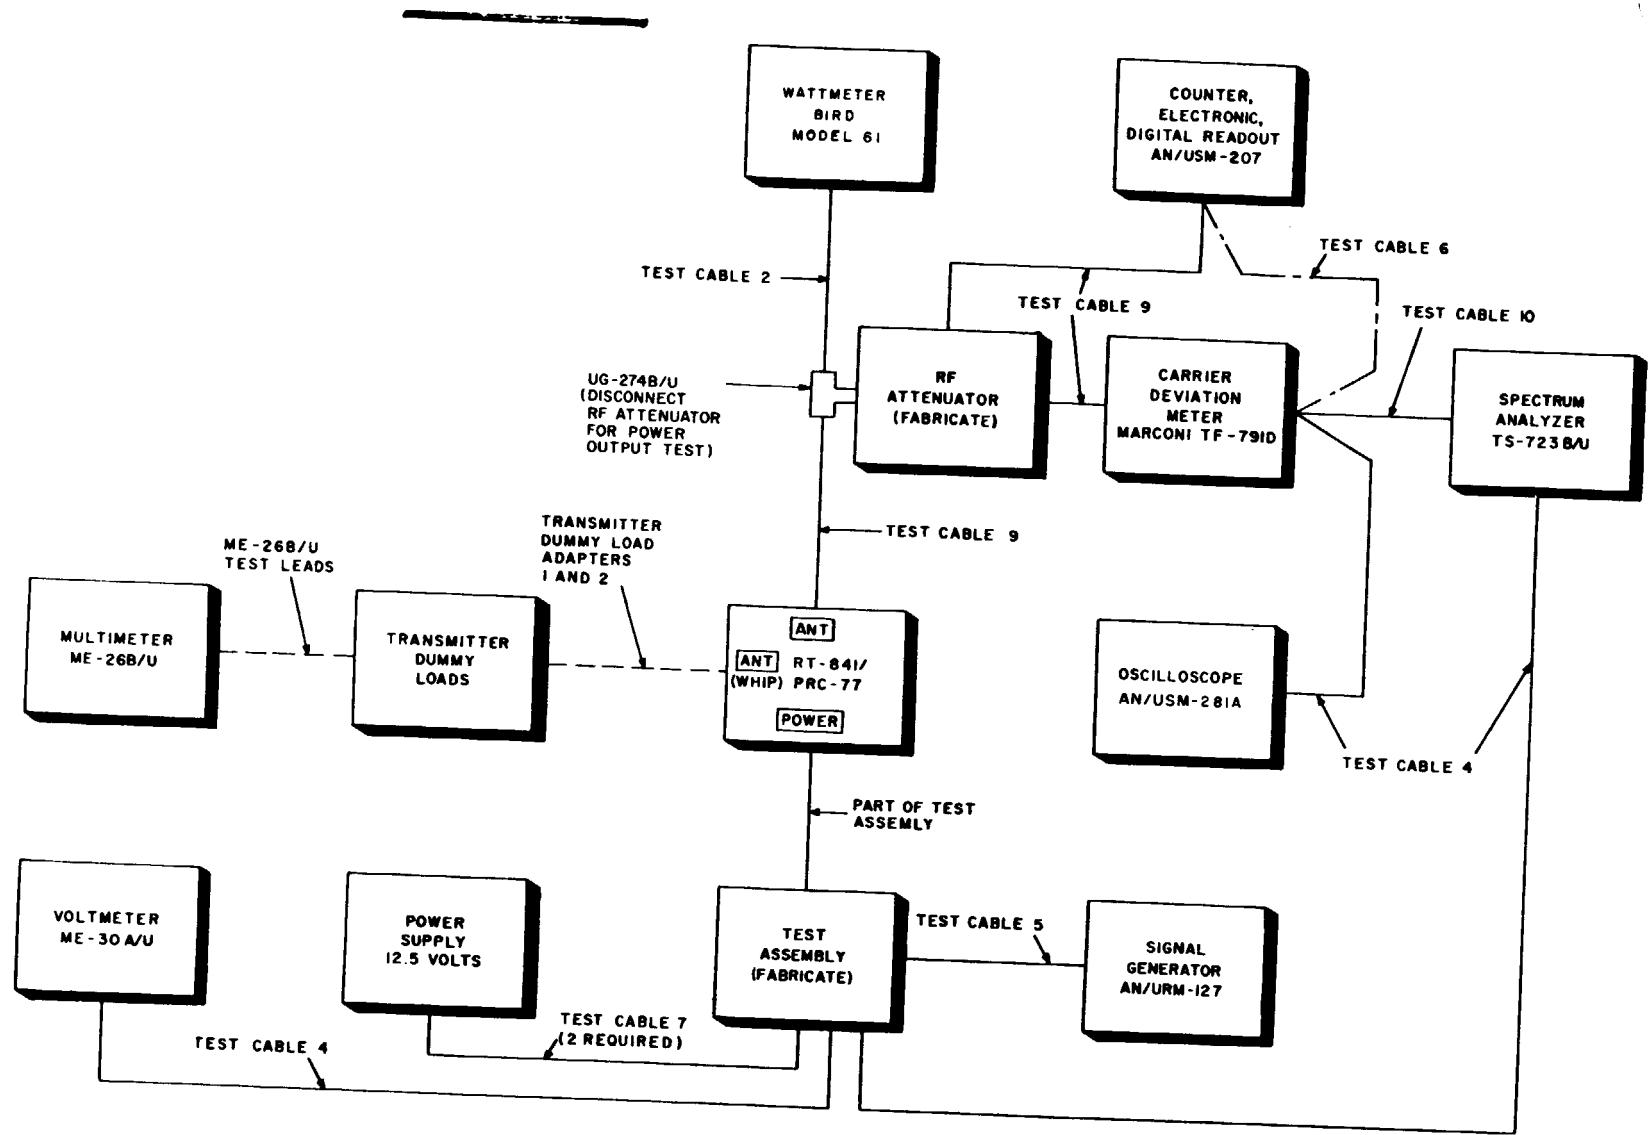 WATTMETER
BIRD
MODEL 61
COUNTER,
ELECTRONIC,
DIGITAL READOUT
AN/USM-207
TEST CABLE 6
TEST CABLE 2
TEST CABLE 9
TEST CABLE 10
UG-274B/U
(DISCONNECT
RF ATTENUATOR
FOR POWER
OUTPUT TEST)
RF
ATTENUATOR
(FABRICATE)
CARRIER
DEVIATION
METER
MARCONI TF-791D
SPECTRUM
ANALYZER
TS-723B/U
ME-26B/U
TEST LEADS
TRANSMITTER
DUMMY LOAD
ADAPTERS
1 AND 2
TEST CABLE 9
MULTIMETER
ME-26B/U
TRANSMITTER
DUMMY
LOADS
ANT
ANT RT-841/
(WHIP) PRC-77
POWER
OSCILLOSCOPE
AN/USM-281A
TEST CABLE 4
PART OF TEST
ASSEMLY
VOLTMETER
ME-30A/U
POWER
SUPPLY
12.5 VOLTS
TEST
ASSEMBLY
(FABRICATE)
TEST CABLE 5
SIGNAL
GENERATOR
AN/URM-127
TEST CABLE 7
(2 REQUIRED)
TEST CABLE 4